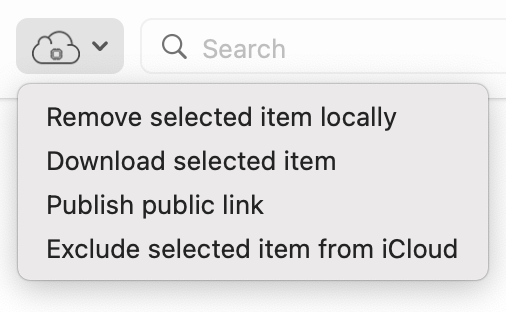 Search
Remove selected item locally
Download selected item
Publish public link
Exclude selected item from iCloud